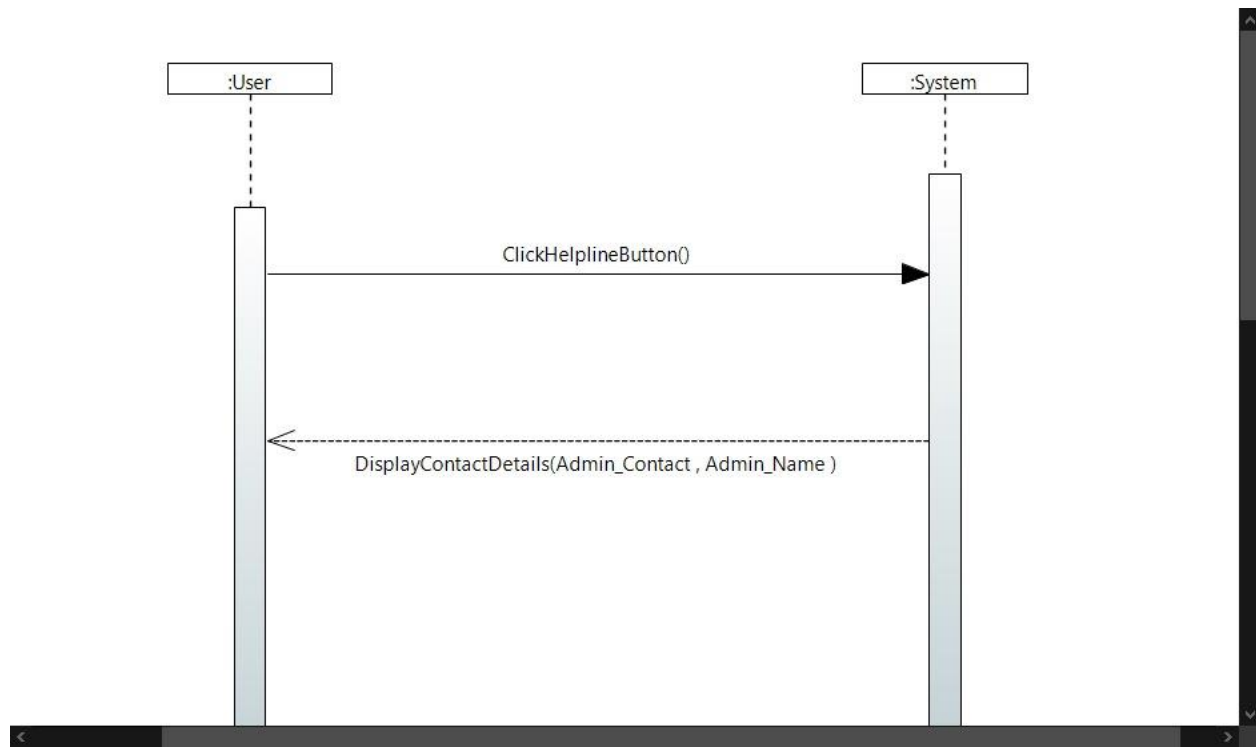 :User
:System
ClickHelplineButton()
DisplayContactDetails(Admin_Contact , Admin_Name )